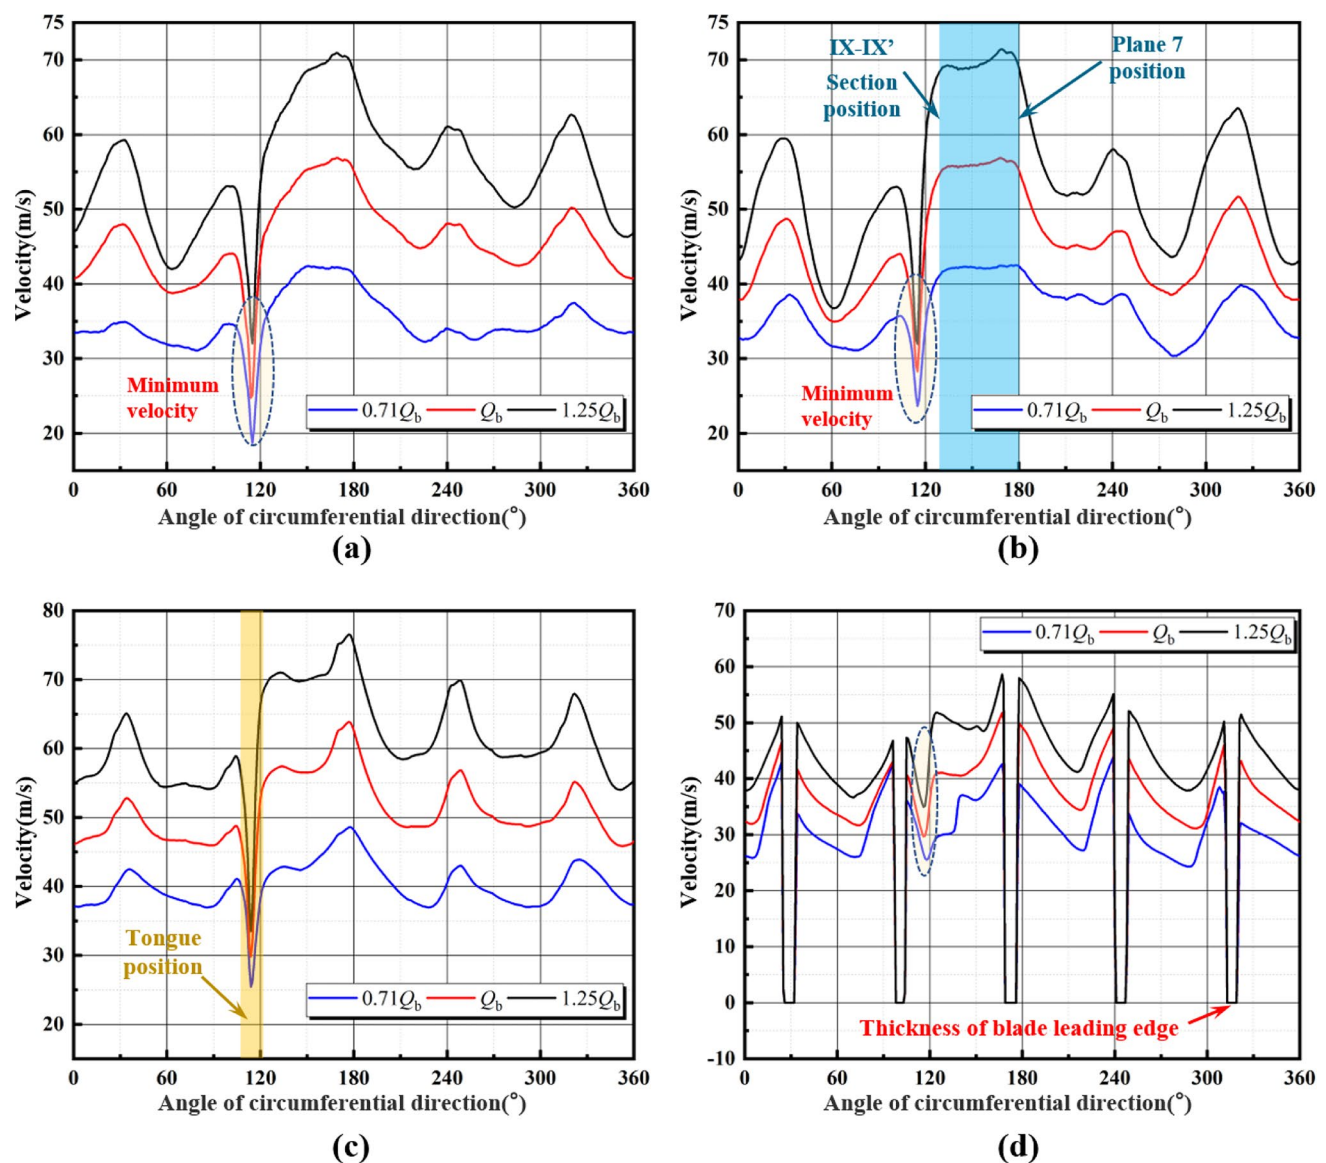 75
70
60
50
40
30
20
Velocity(m/s)
Minimum
velocity
0.71Qb Qb 1.25Qb
0 60 120 180 240 300 360
Angle of circumferential direction(°)
(a)
75
70
60
50
40
30
20
Velocity(m/s)
IX-IX’
Section
position
Plane 7
position
Minimum
velocity
0.71Qb Qb 1.25Qb
0 60 120 180 240 300 360
Angle of circumferential direction(°)
(b)
80
70
60
50
40
30
20
Velocity(m/s)
Tongue
position
0.71Qb Qb 1.25Qb
0 60 120 180 240 300 360
Angle of circumferential direction(°)
(c)
70
60
50
40
30
20
10
0
-10
Velocity(m/s)
0.71Qb Qb 1.25Qb
Thickness of blade leading edge
0 60 120 180 240 300 360
Angle of circumferential direction(°)
(d)